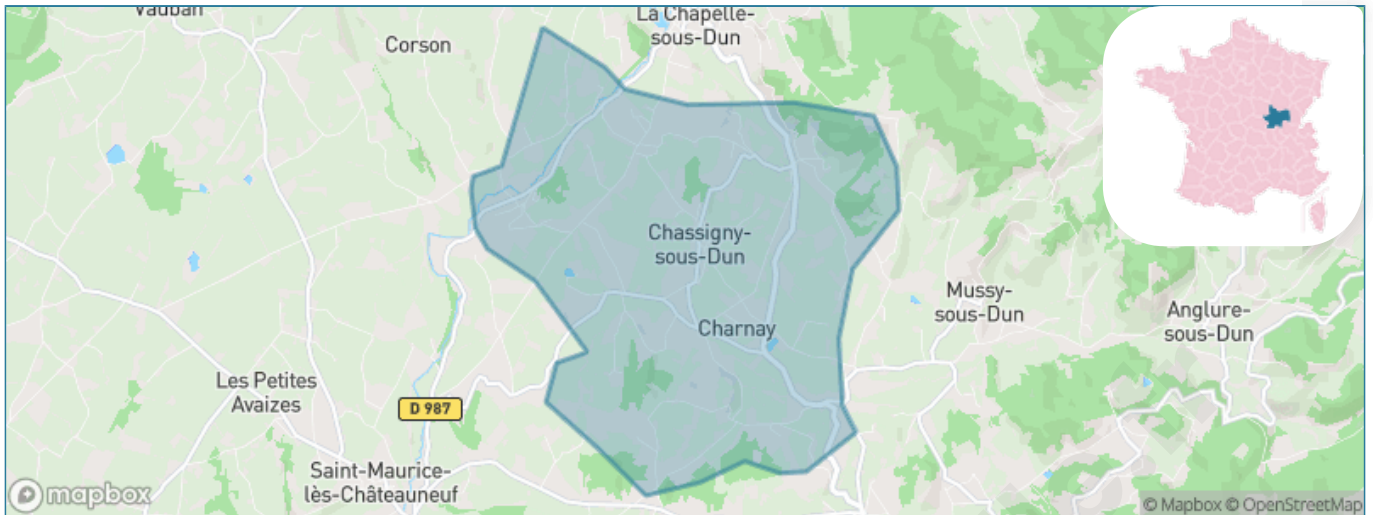 Vauban
La Chapelle-
sous-Dun
Corson
Chassigny-
sous-Dun
Mussy-
sous-Dun
Anglure-
sous-Dun
Charnay
Les Petites
Avaizes
D 987
Saint-Maurice-
lès-Châteauneuf
mapbox
© Mapbox © OpenStreetMap